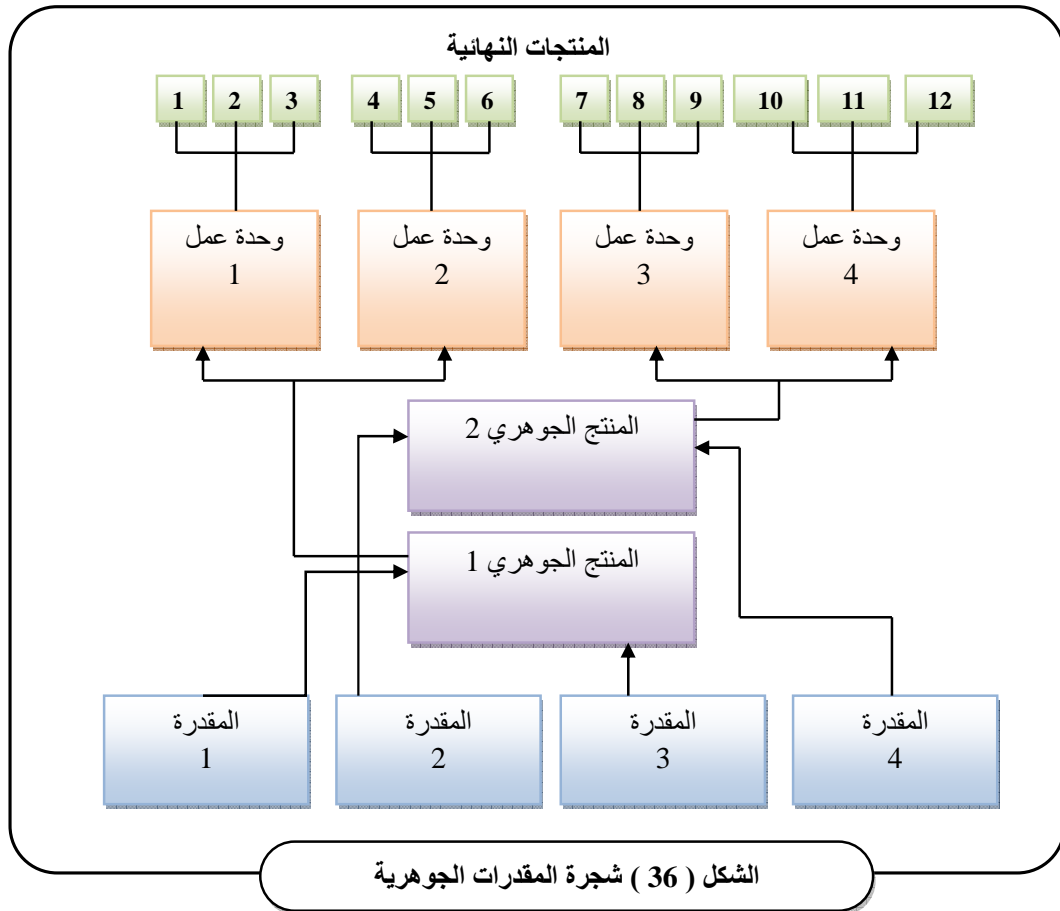 المنتجات النهائية
1 2 3 4 5 6 7 8 9 10 11 12
وحدة عمل
1
وحدة عمل
2
وحدة عمل
3
وحدة عمل
4
المنتج الجوهري 2
المنتج الجوهري 1
المقدرة
1
المقدرة
2
المقدرة
3
المقدرة
4
الشكل ( 36 ) شجرة المقدرات الجوهرية